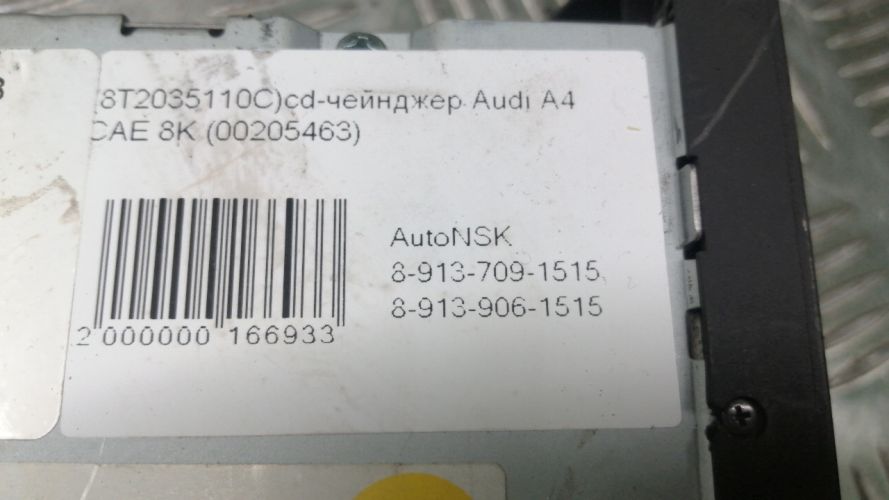 (8T2035110C)cd-чейнджер Audi A4
CAE 8K (00205463)
AutoNSK
8-913-709-1515
8-913-906-1515
2 000000 166933